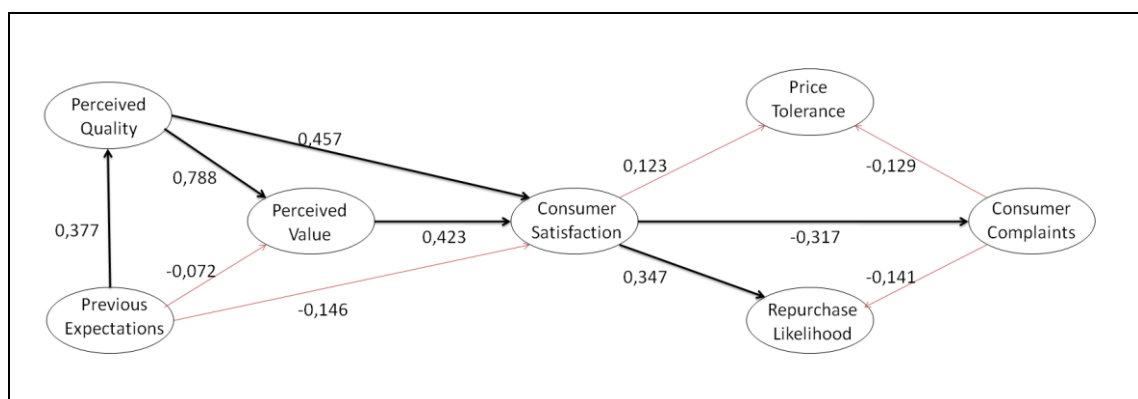 Price
Tolerance
Perceived
Quality
0,457
0,123
-0,129
0,788
Perceived
Value
Consumer
Satisfaction
Consumer
Complaints
0,377
0,423
-0,317
-0,072
0,347
-0,141
Previous
Expectations
-0,146
Repurchase
Likelihood